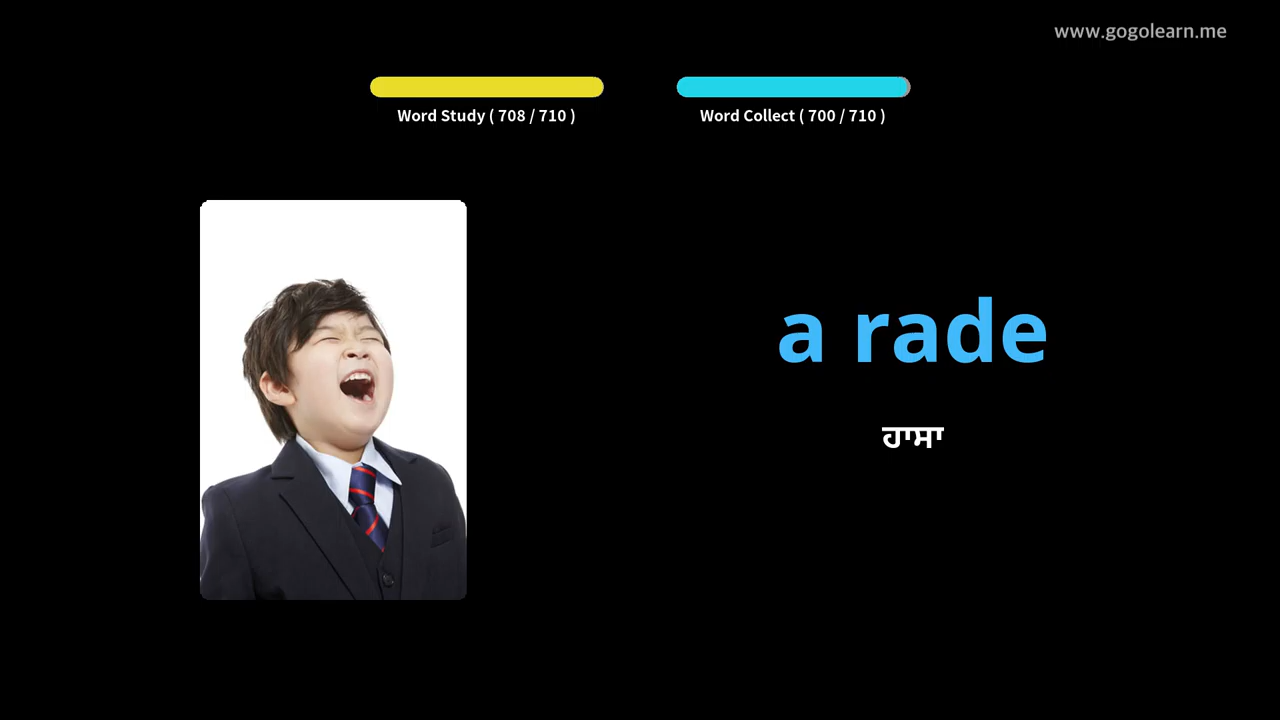 www.gogolearn.me
Word Study ( 708 / 710 )
Word Collect ( 700 / 710 )
a rade
ਹਾਸਾ